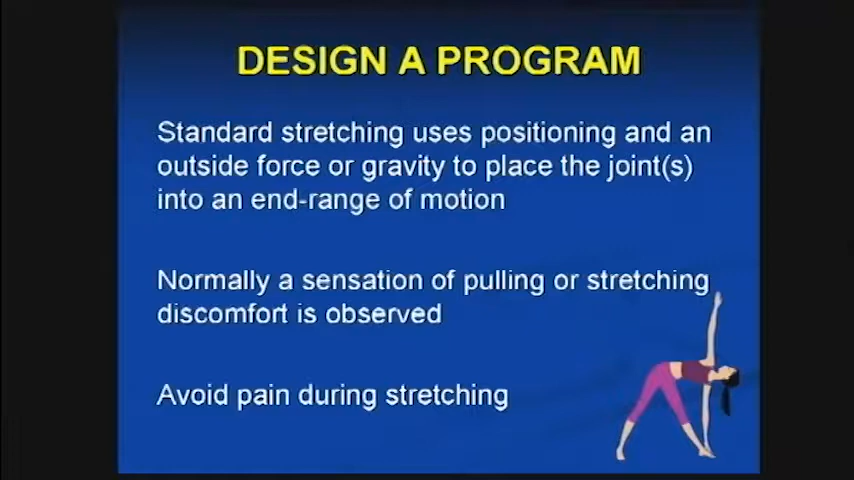 DESIGN A PROGRAM
Standard stretching uses positioning and an
outside force or gravity to place the joint(s)
into an end-range of motion
Normally a sensation of pulling or stretching
discomfort is observed
Avoid pain during stretching